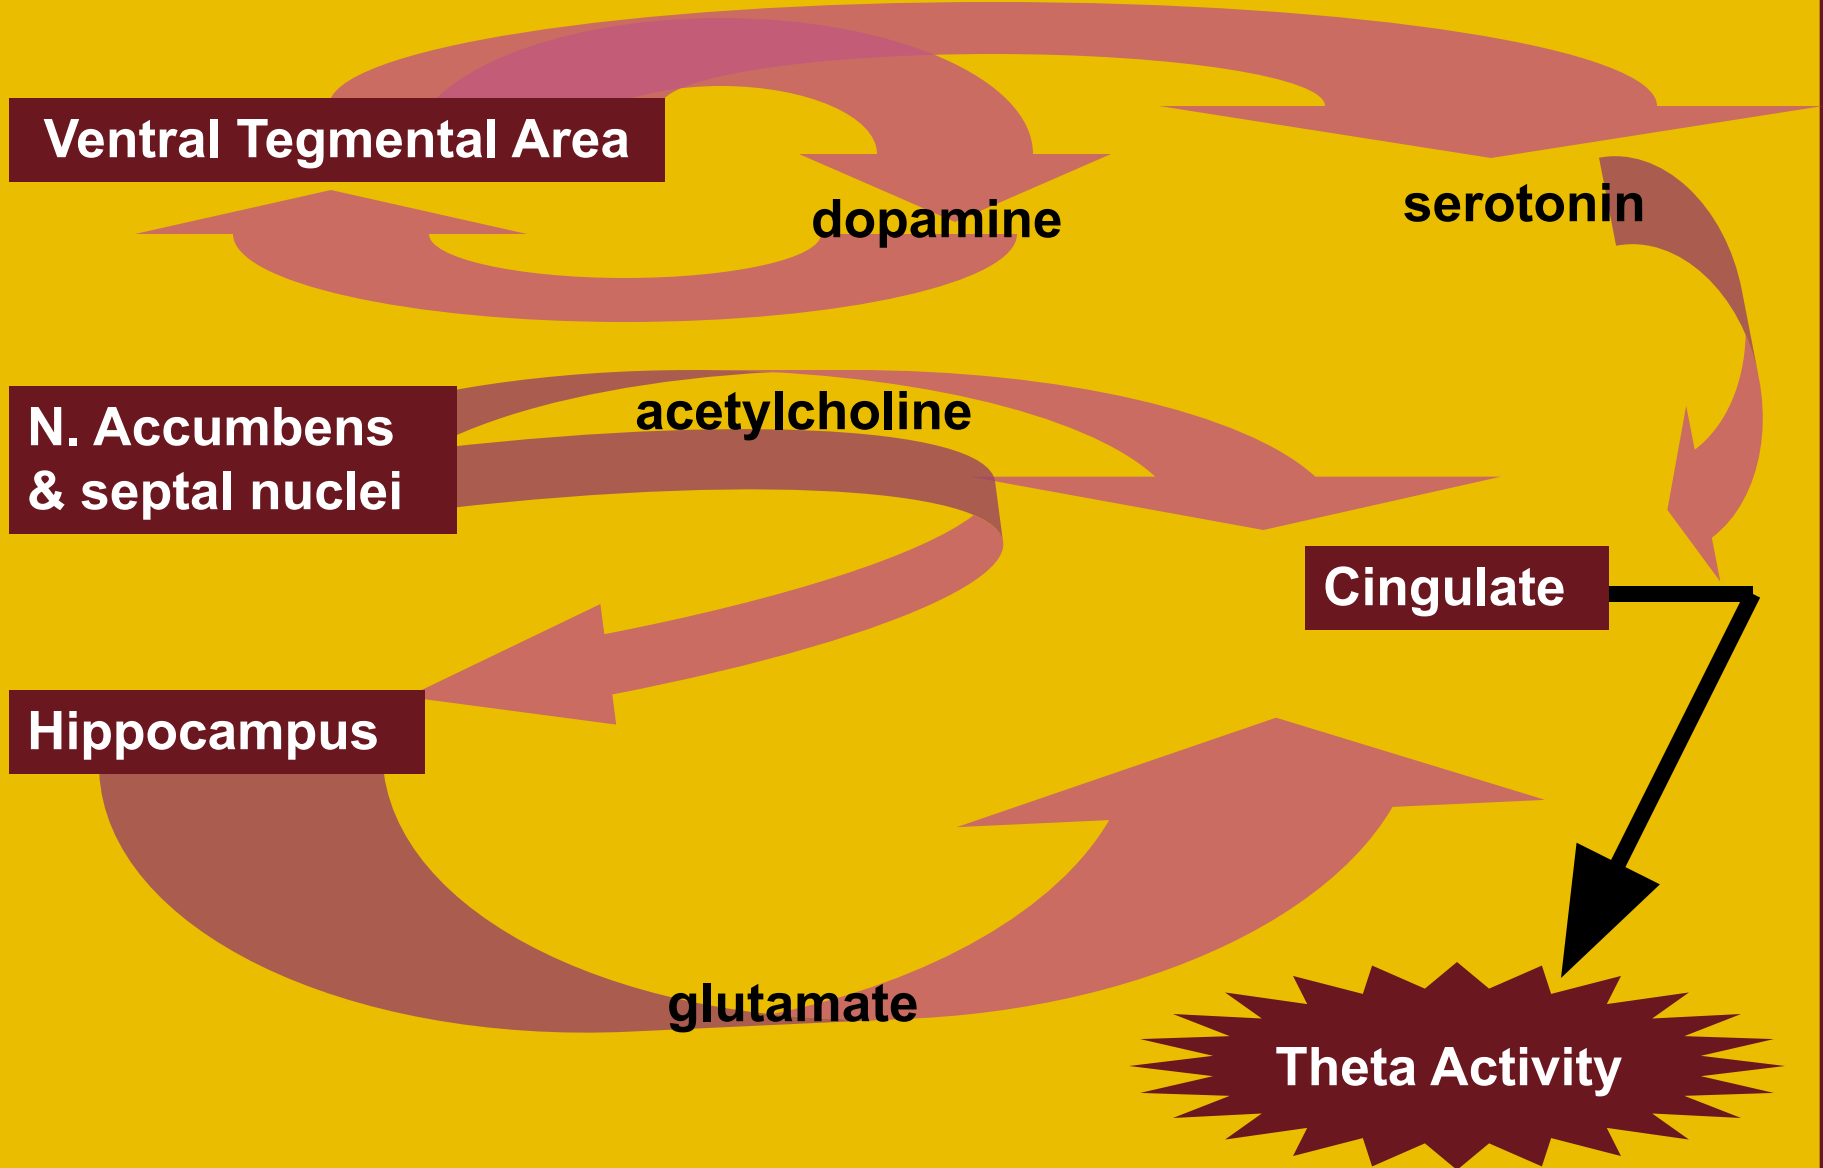 Ventral Tegmental Area
dopamine
serotonin
N. Accumbens
& septal nuclei
acetylcholine
Cingulate
Hippocampus
glutamate
Theta Activity